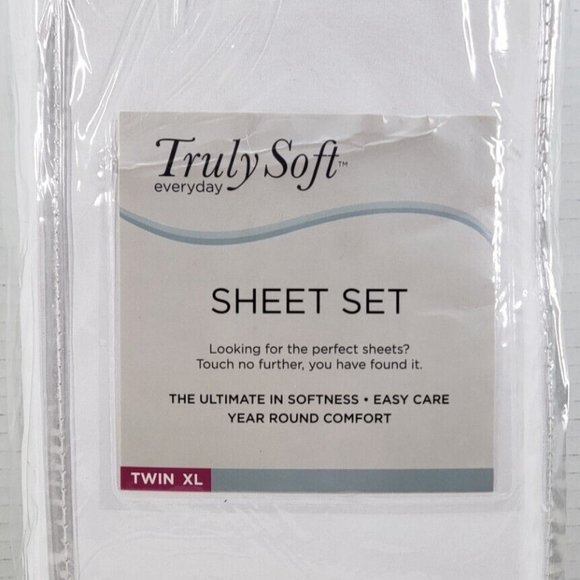 Truly Soft™
everyday
SHEET SET
Looking for the perfect sheets?
Touch no further, you have found it.
THE ULTIMATE IN SOFTNESS • EASY CARE
YEAR ROUND COMFORT
TWIN XL